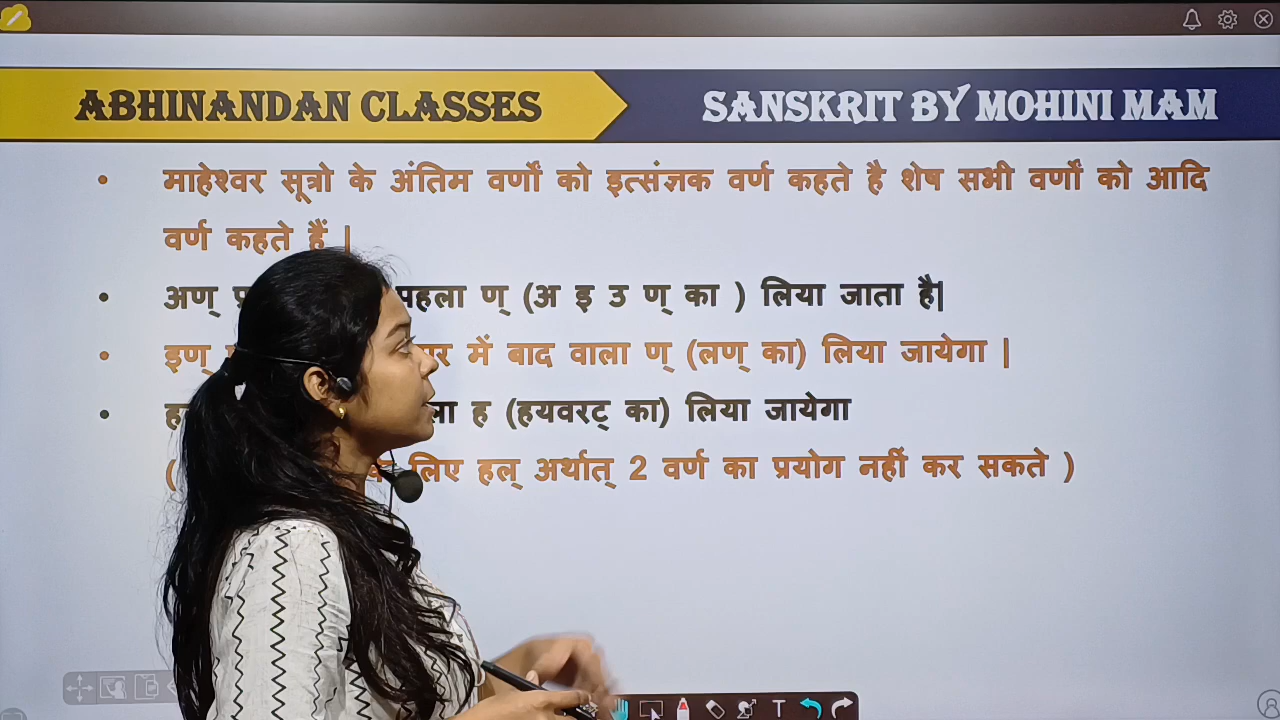 ABHINANDAN CLASSES
SANSKRIT BY MOHINI MAM
• माहेश्वर सूत्रो के अंतिम वर्णों को इत्संज्ञक वर्ण कहते है शेष सभी वर्णों को आदि
वर्ण कहते हैं |
• अण् पहला ण् (अ इ उ ण् का ) लिया जाता है|
• इण् में बाद वाला ण् (लण् का) लिया जायेगा |
• ह (हयवरट् का) लिया जायेगा
( लिए हल् अर्थात् 2 वर्ण का प्रयोग नहीं कर सकते )
T